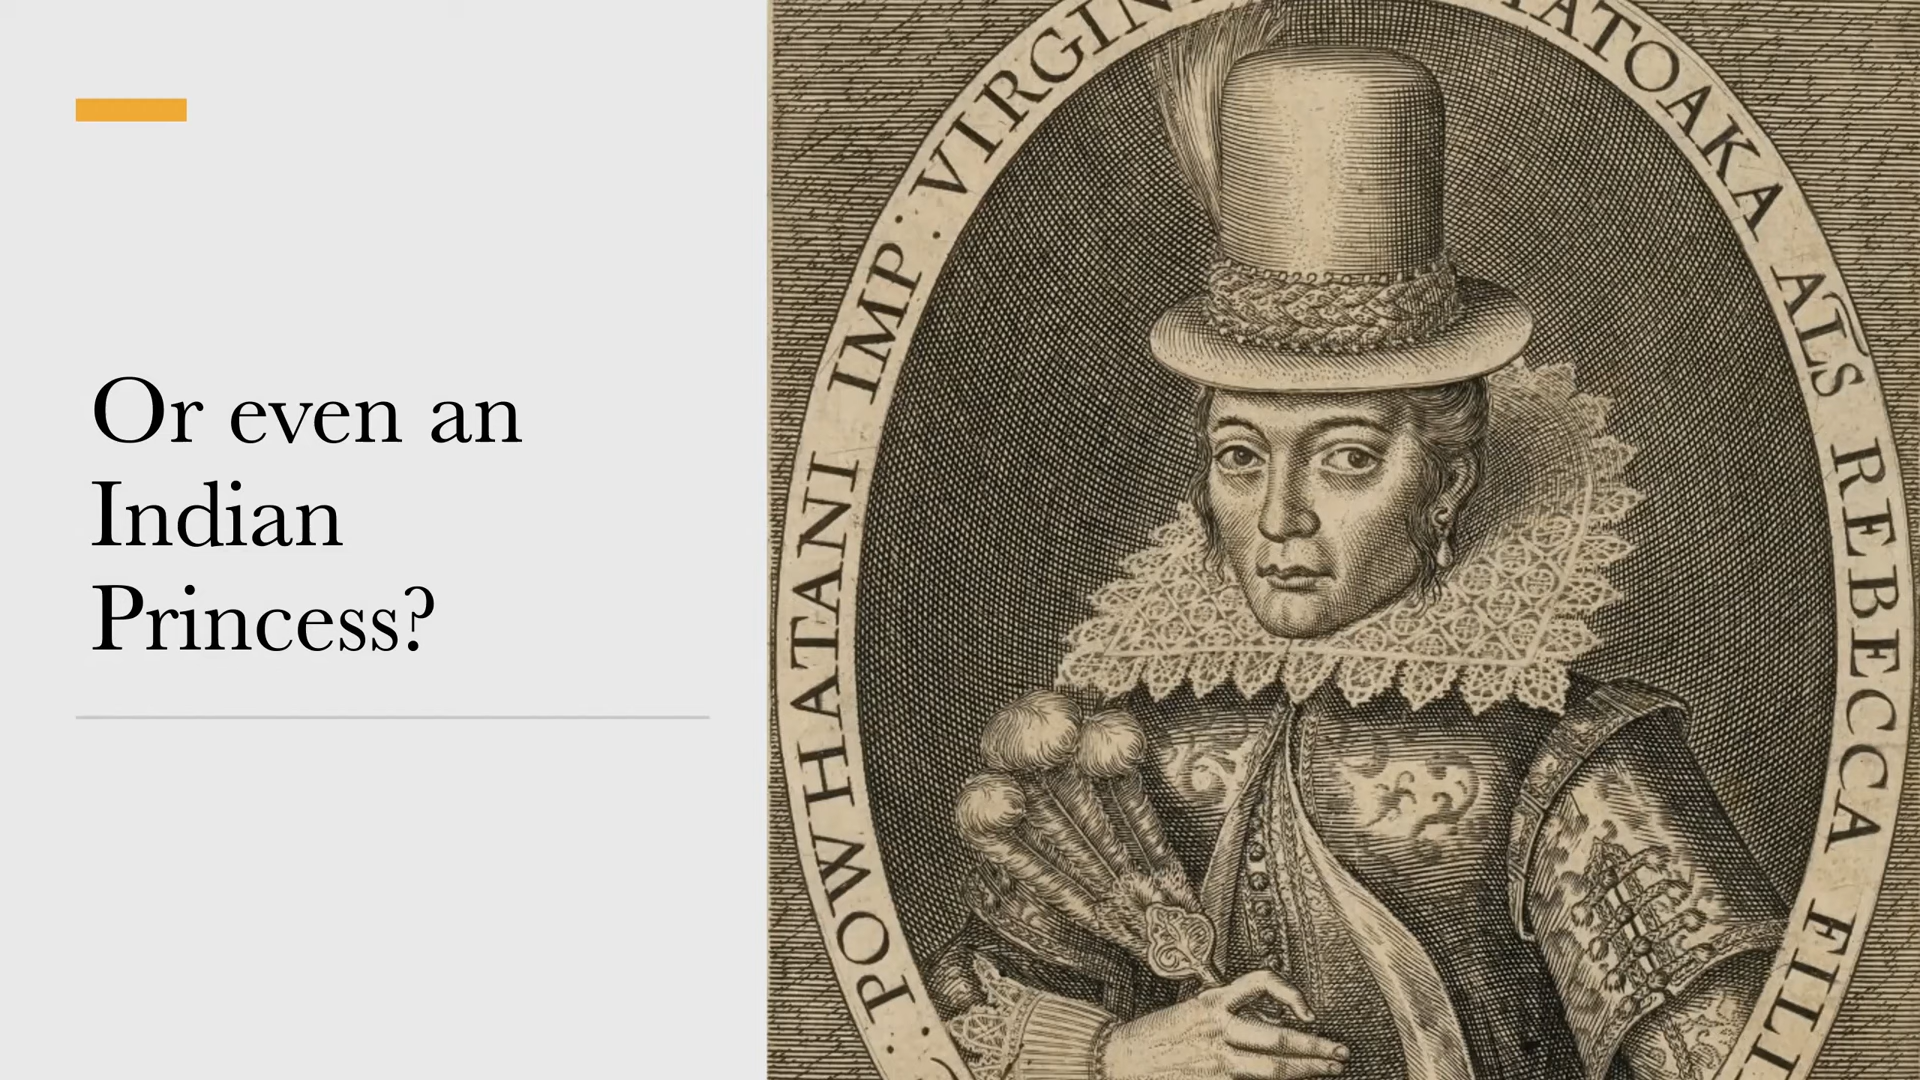 Or even an
Indian
Princess?
ATOAKA ALS REBECCA FILI
POWHATANI IMP. VIRGIN